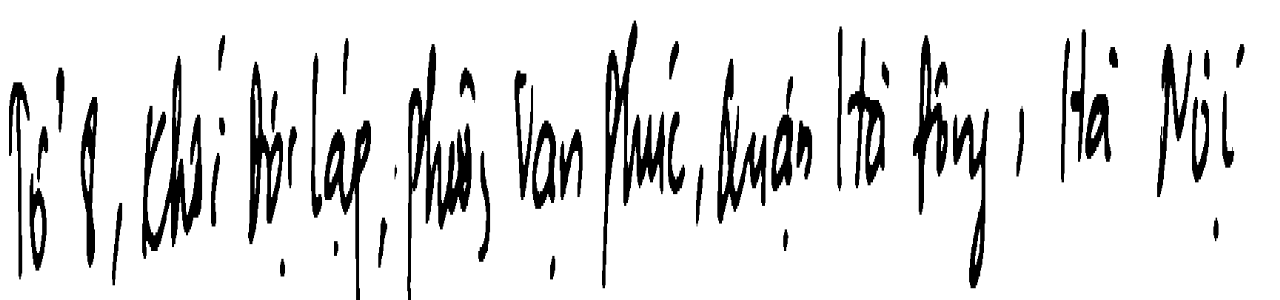 Tổ 8, Khối Độc lập, Phường Vạn Phúc, Quận Hà Đông, Hà Nội